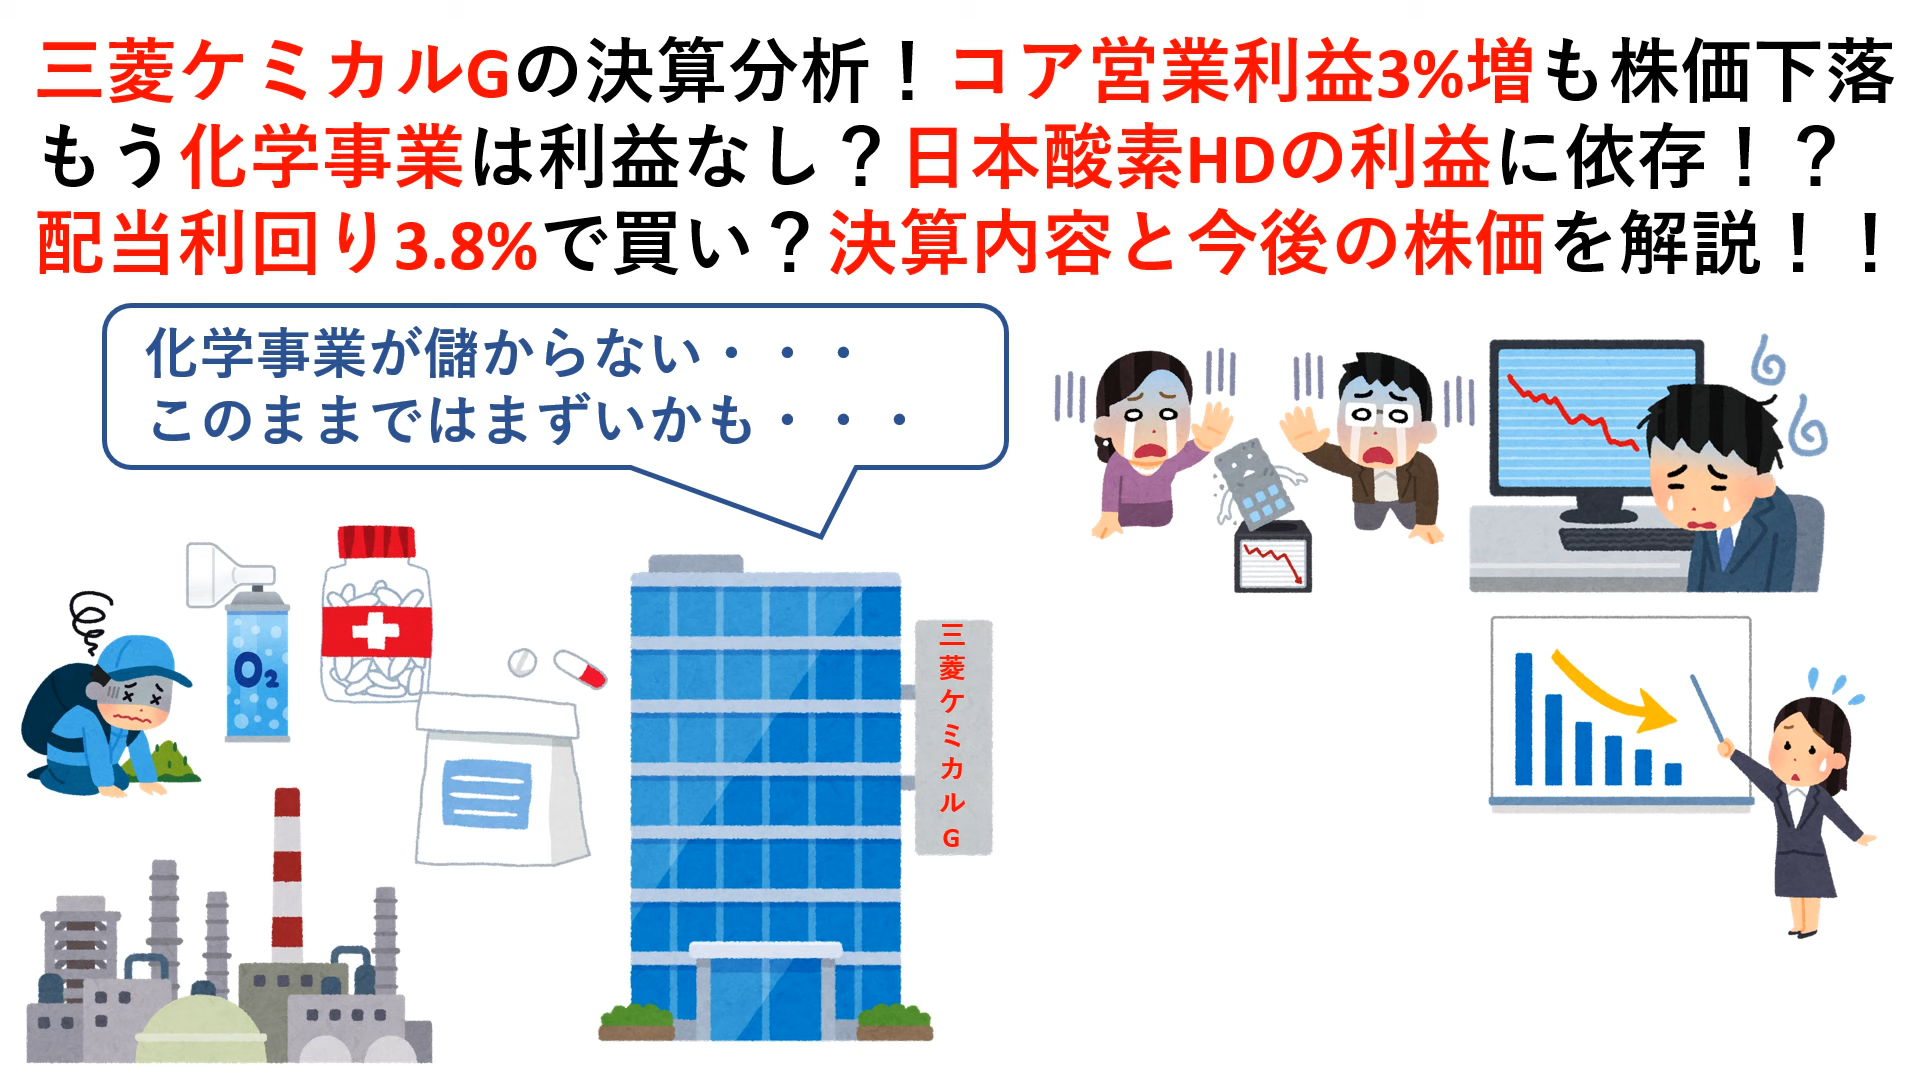 三菱ケミカルGの決算分析！コア営業利益3%増も株価下落
もう化学事業は利益なし？日本酸素HDの利益に依存！？
配当利回り3.8%で買い？決算内容と今後の株価を解説！！
化学事業が儲からない・・・
このままではまずいかも・・・
O₂
三菱ケミカルG